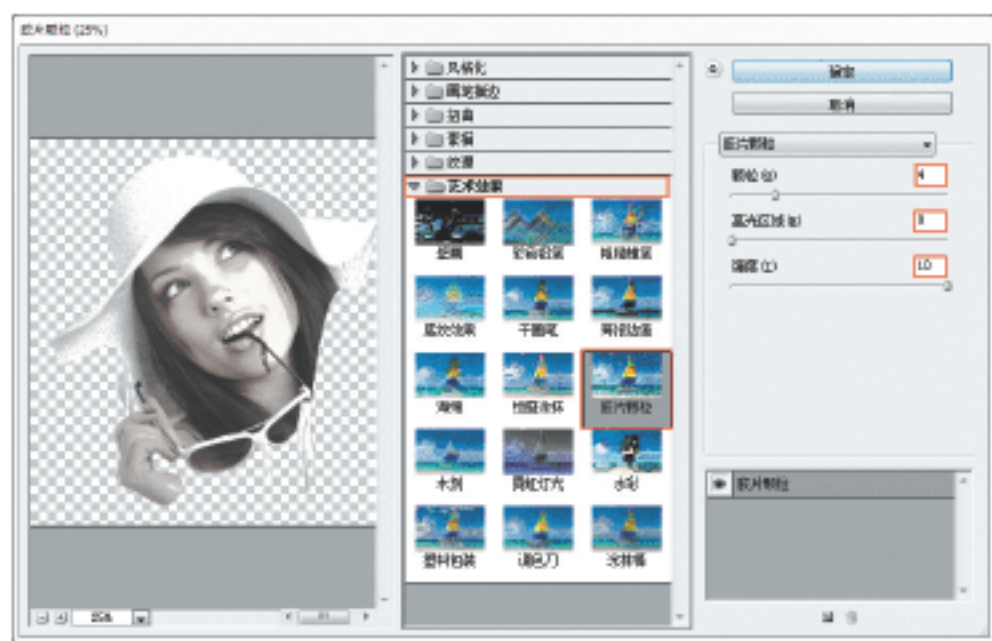 胶片颗粒 (25%)
风格化
画笔描边
扭曲
素描
纹理
艺术效果
壁画
彩色铅笔
粗糙蜡笔
底纹效果
干画笔
海报边缘
海绵
绘画涂抹
胶片颗粒
木刻
霓虹灯光
水彩
塑料包装
调色刀
涂抹棒
25%
确定
取消
胶片颗粒
颗粒(G)
4
高光区域
0
强度(I)
10
胶片颗粒